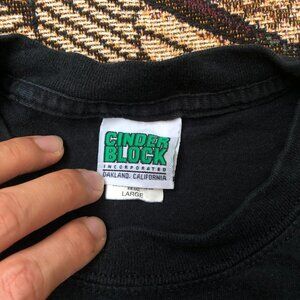 CINDER
BLOCK
INCORPORATED
OAKLAND, CALIFORNIA
LARGE